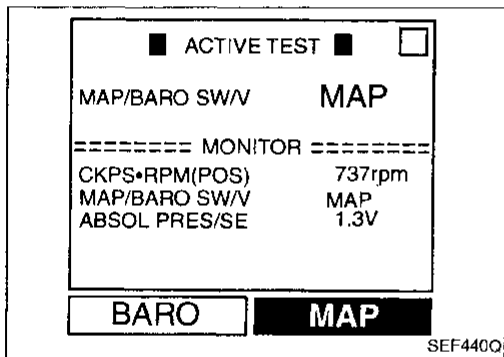 ■ ACTIVE TEST ■ □
MAP/BARO SW/V MAP
======== MONITOR ========
CKPS•RPM(POS) 737rpm
MAP/BARO SW/V MAP
ABSOL PRES/SE 1.3V
BARO MAP
SEF440Q